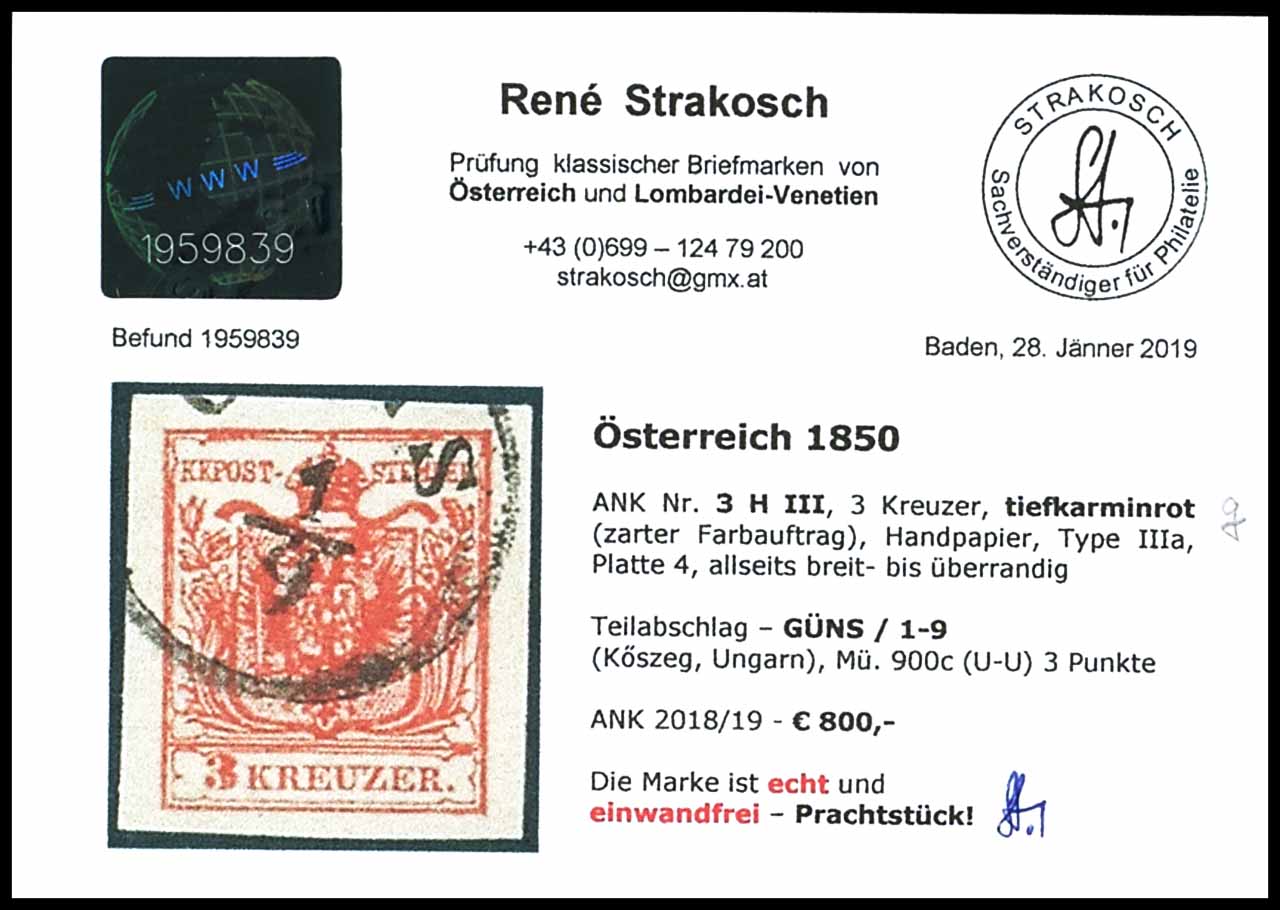 René Strakosch
Prüfung klassischer Briefmarken von
Österreich und Lombardei-Venetien
+43 (0)699 – 124 79 200
strakosch@gmx.at
WWW
1959839
STRAKOSCH
Sachverständiger für Philatelie
Befund 1959839
Baden, 28. Jänner 2019
KKPOST-
S
1/9
3 KREUZER.
Österreich 1850
ANK Nr. 3 H III, 3 Kreuzer, tiefkarminrot
(zarter Farbauftrag), Handpapier, Type IIIa,
Platte 4, allseits breit- bis überrandig
Teilabschlag – GÜNS / 1-9
(Kőszeg, Ungarn), Mü. 900c (U-U) 3 Punkte
ANK 2018/19 - € 800,-
Die Marke ist echt und
einwandfrei – Prachtstück!